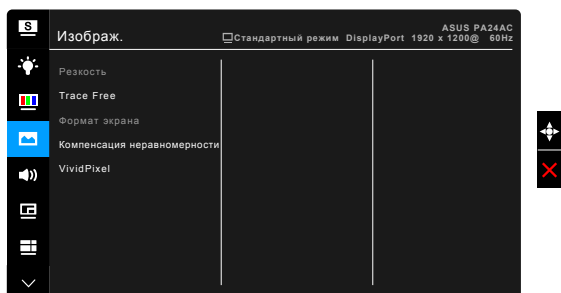 S
ASUS PA24AC
Изображ.
Стандартный режим DisplayPort 1920 x 1200@ 60Hz
Резкость
Trace Free
Формат экрана
Компенсация неравномерности
VividPixel